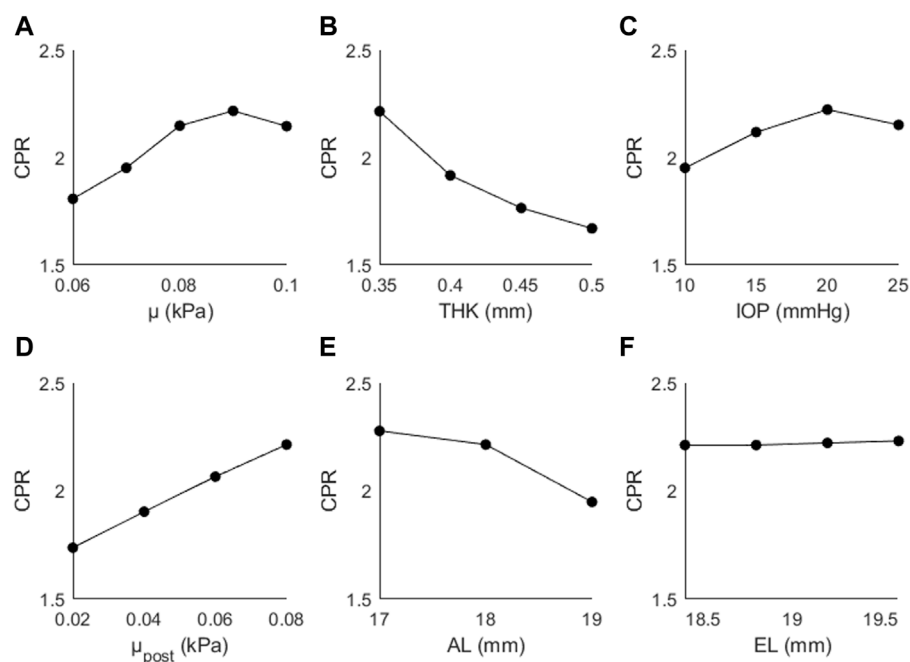 A
B
C
2.5
2
1.5
CPR
0.06
0.08
0.1
μ (kPa)
2.5
2
1.5
CPR
0.35
0.4
0.45
0.5
THK (mm)
2.5
2
1.5
CPR
10
15
20
25
IOP (mmHg)
D
E
F
2.5
2
1.5
CPR
0.02
0.04
0.06
0.08
μpost (kPa)
2.5
2
1.5
CPR
17
18
19
AL (mm)
2.5
2
1.5
CPR
18.5
19
19.5
EL (mm)